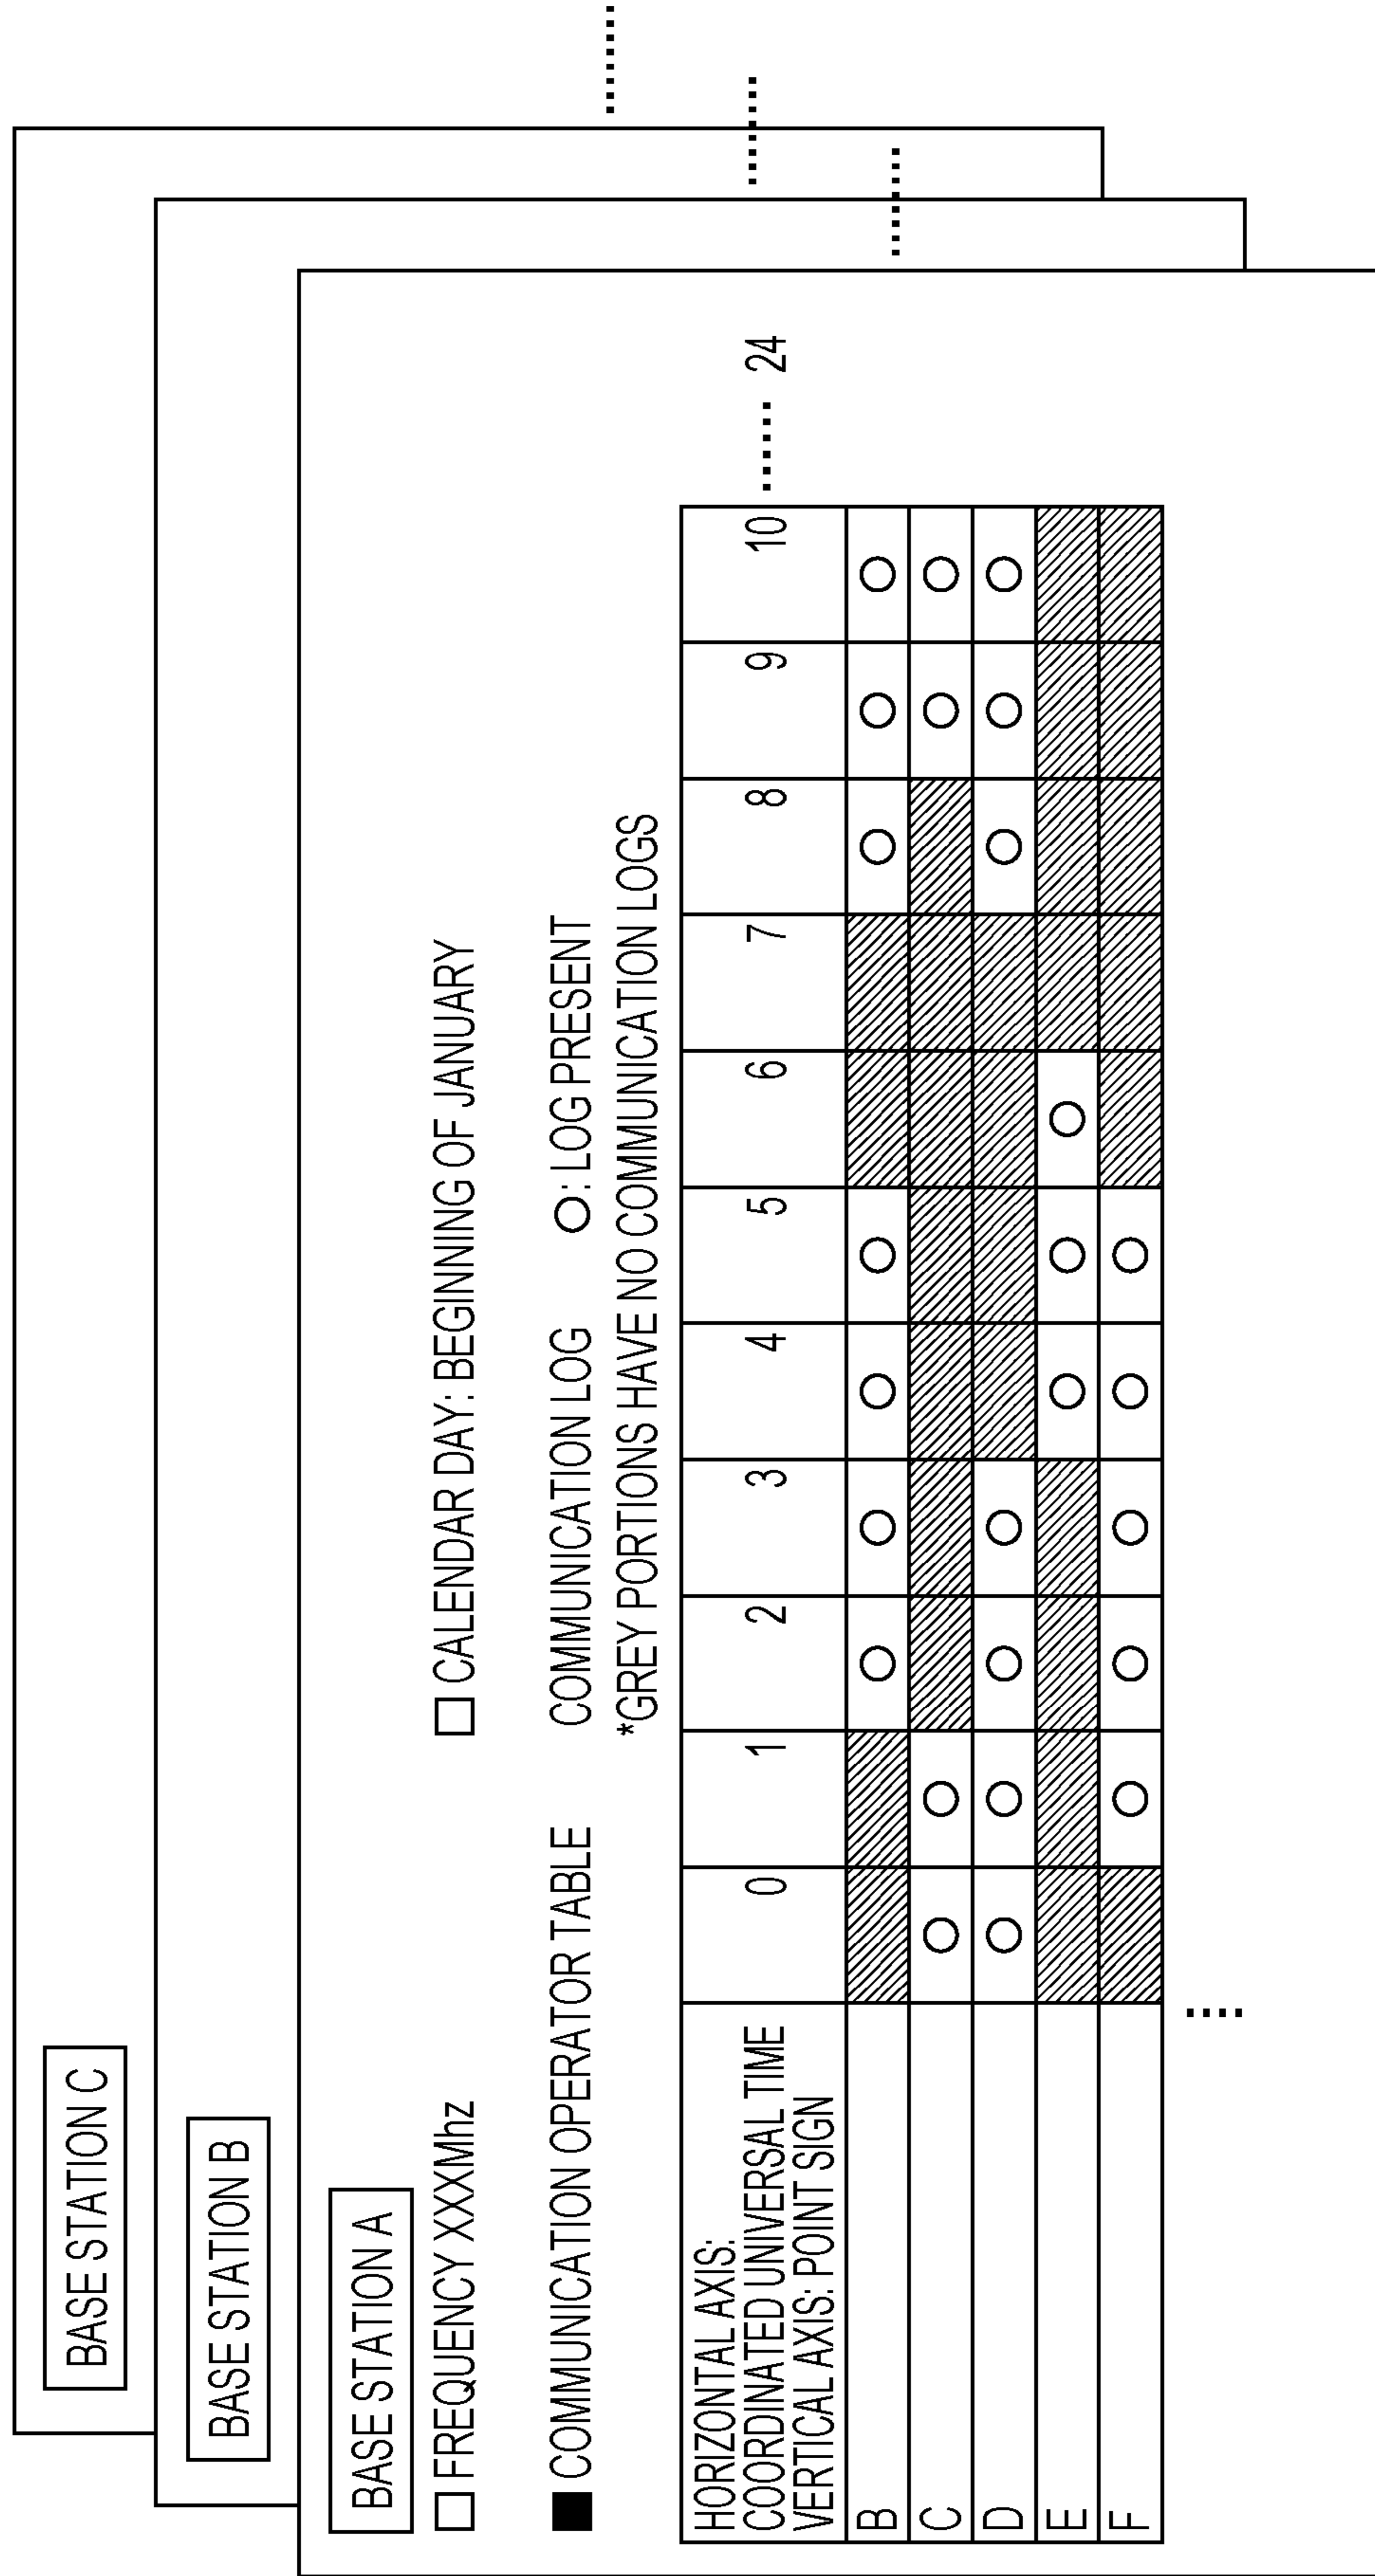 BASE STATION C
BASE STATION B
BASE STATION A
□ FREQUENCY XXXMhz □ CALENDAR DAY: BEGINNING OF JANUARY
■ COMMUNICATION OPERATOR TABLE COMMUNICATION LOG ○: LOG PRESENT
*GREY PORTIONS HAVE NO COMMUNICATION LOGS
HORIZONTAL AXIS:
COORDINATED UNIVERSAL TIME 0 1 2 3 4 5 6 7 8 9 10 ...... 24
VERTICAL AXIS: POINT SIGN
B ○ ○ ○ ○ ○ ○ ○
C ○ ○ ○ ○
D ○ ○ ○ ○ ○ ○ ○
E ○ ○ ○
F ○ ○ ○ ○ ○